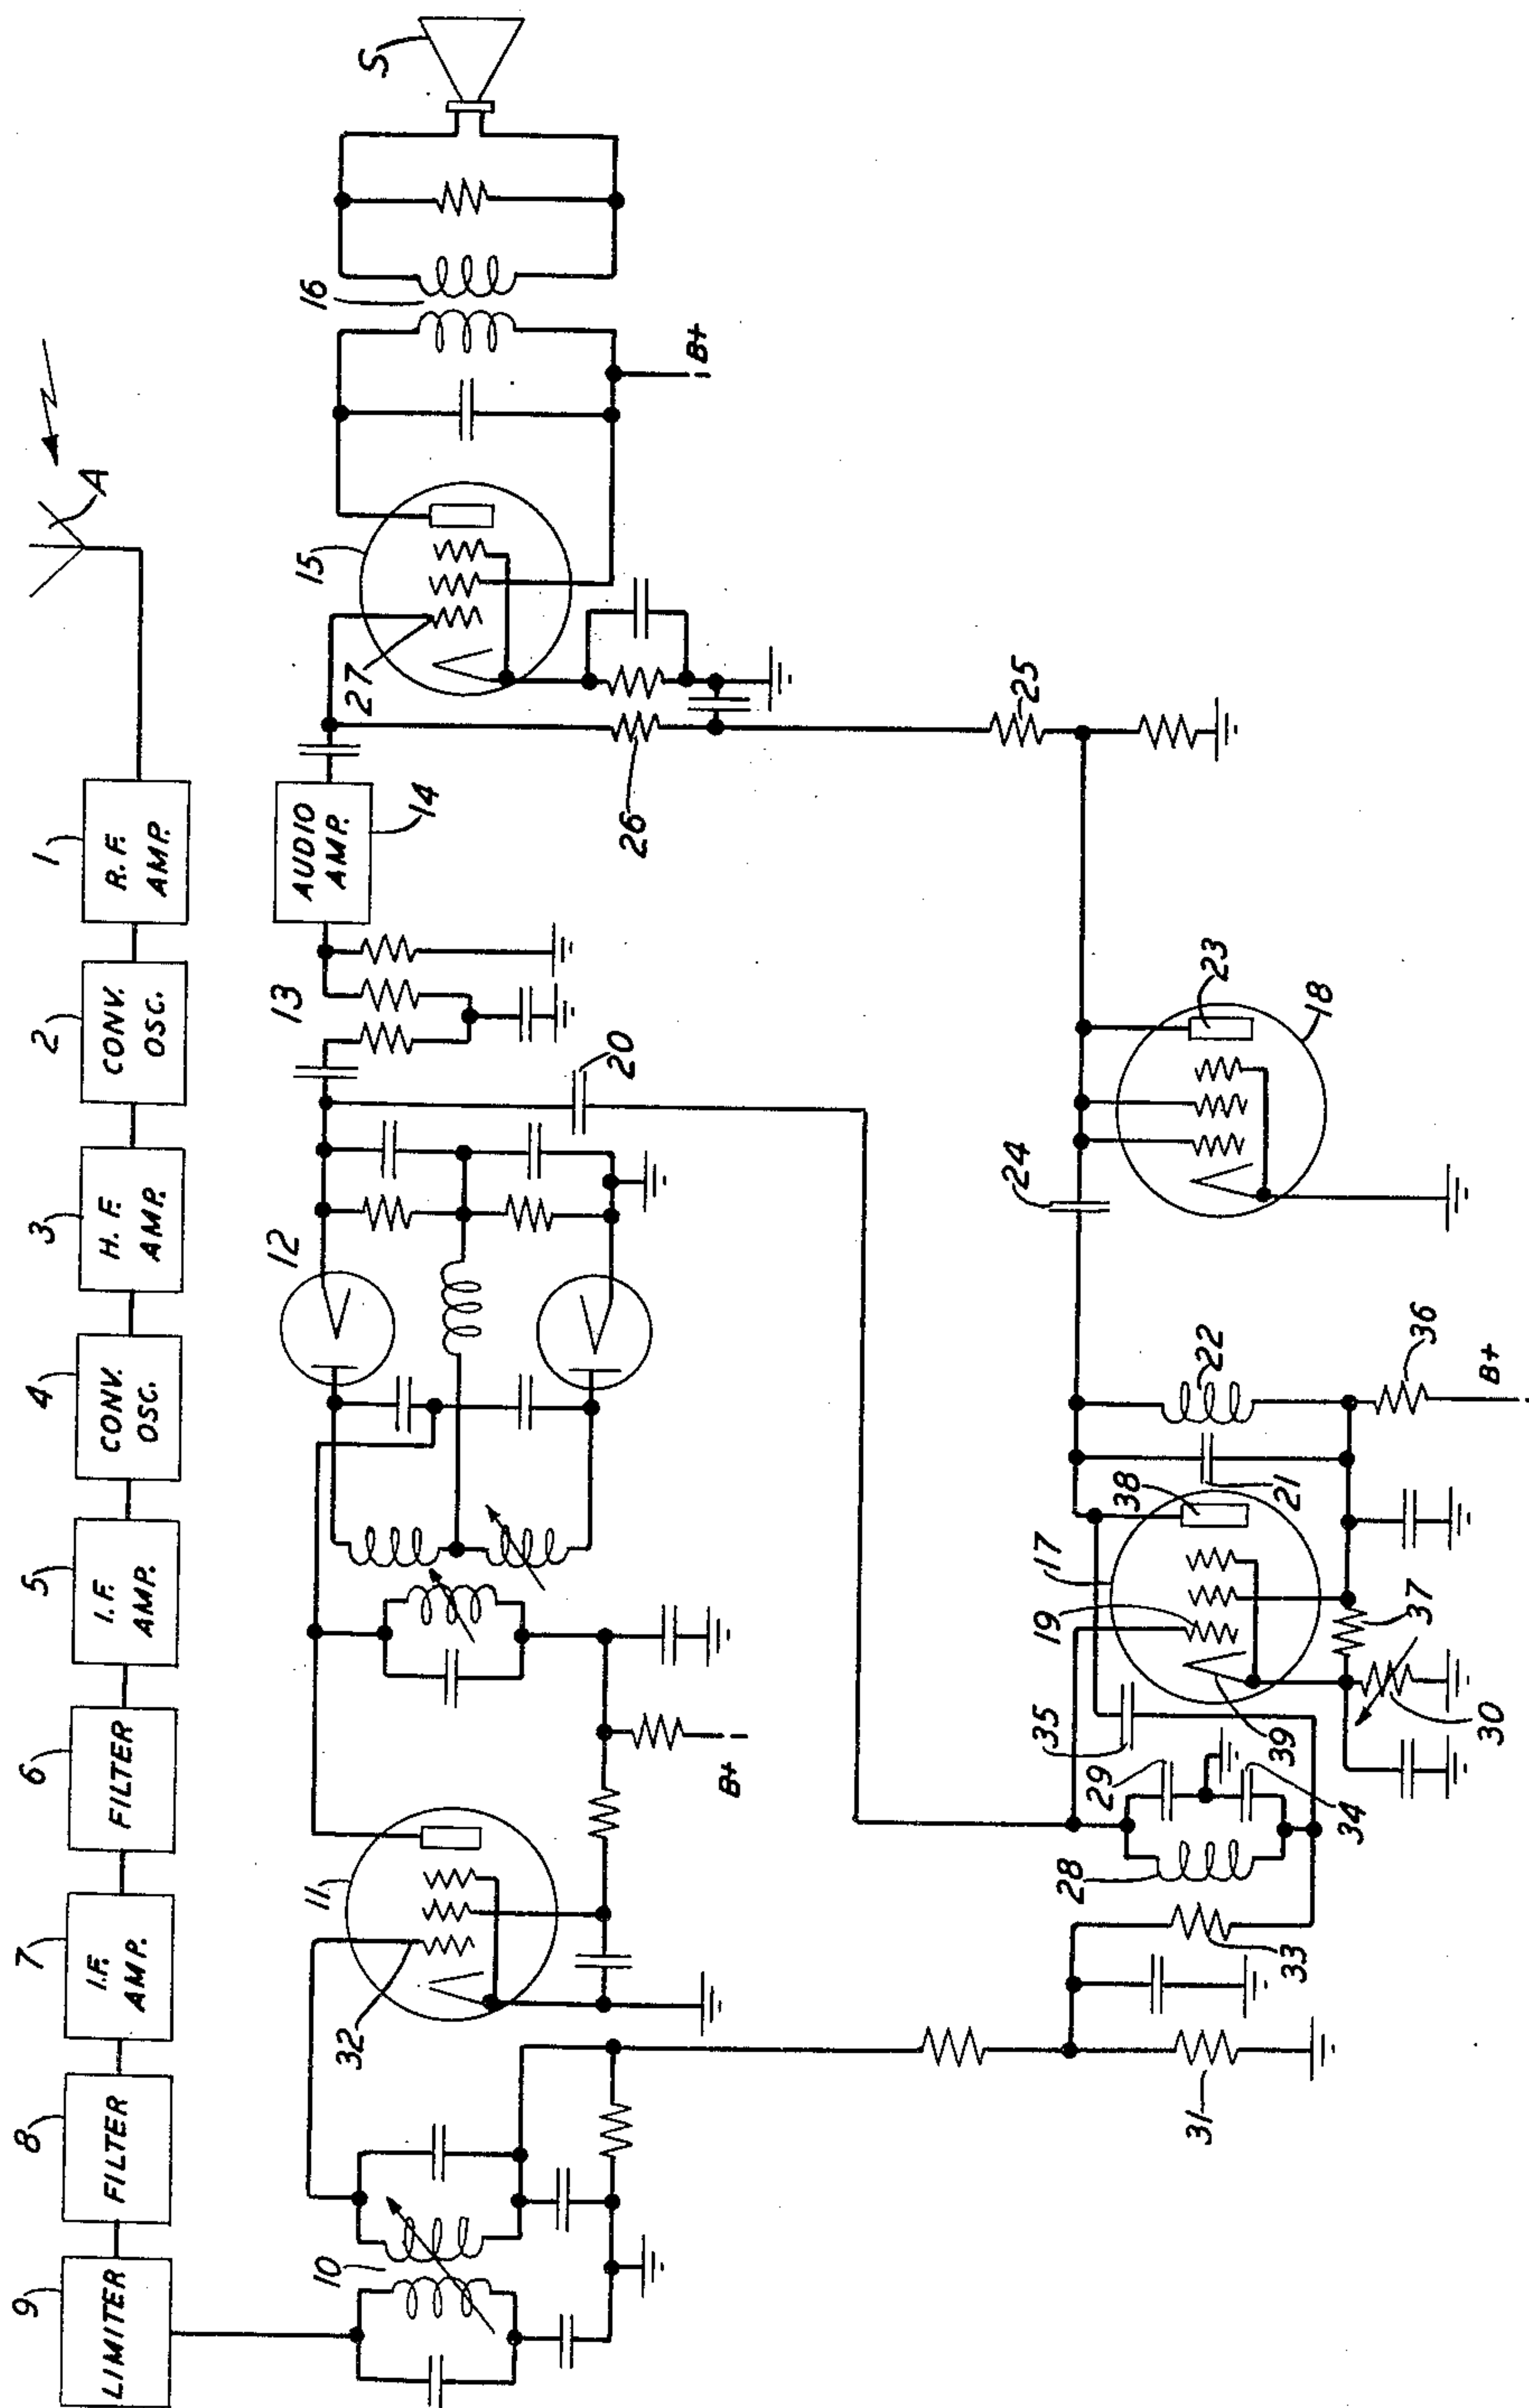 A
1
R.F. AMP.
2
CONV. OSC.
3
H.F. AMP.
4
CONV. OSC.
5
I.F. AMP.
6
FILTER
7
I.F. AMP.
8
FILTER
9
LIMITER
10
32
11
B+
12
20
13
AUDIO AMP.
14
27
15
26
B+
16
S
31
33
28
29
34
35
39
30
19
17
37
38
21
22
36
B+
24
18
23
25